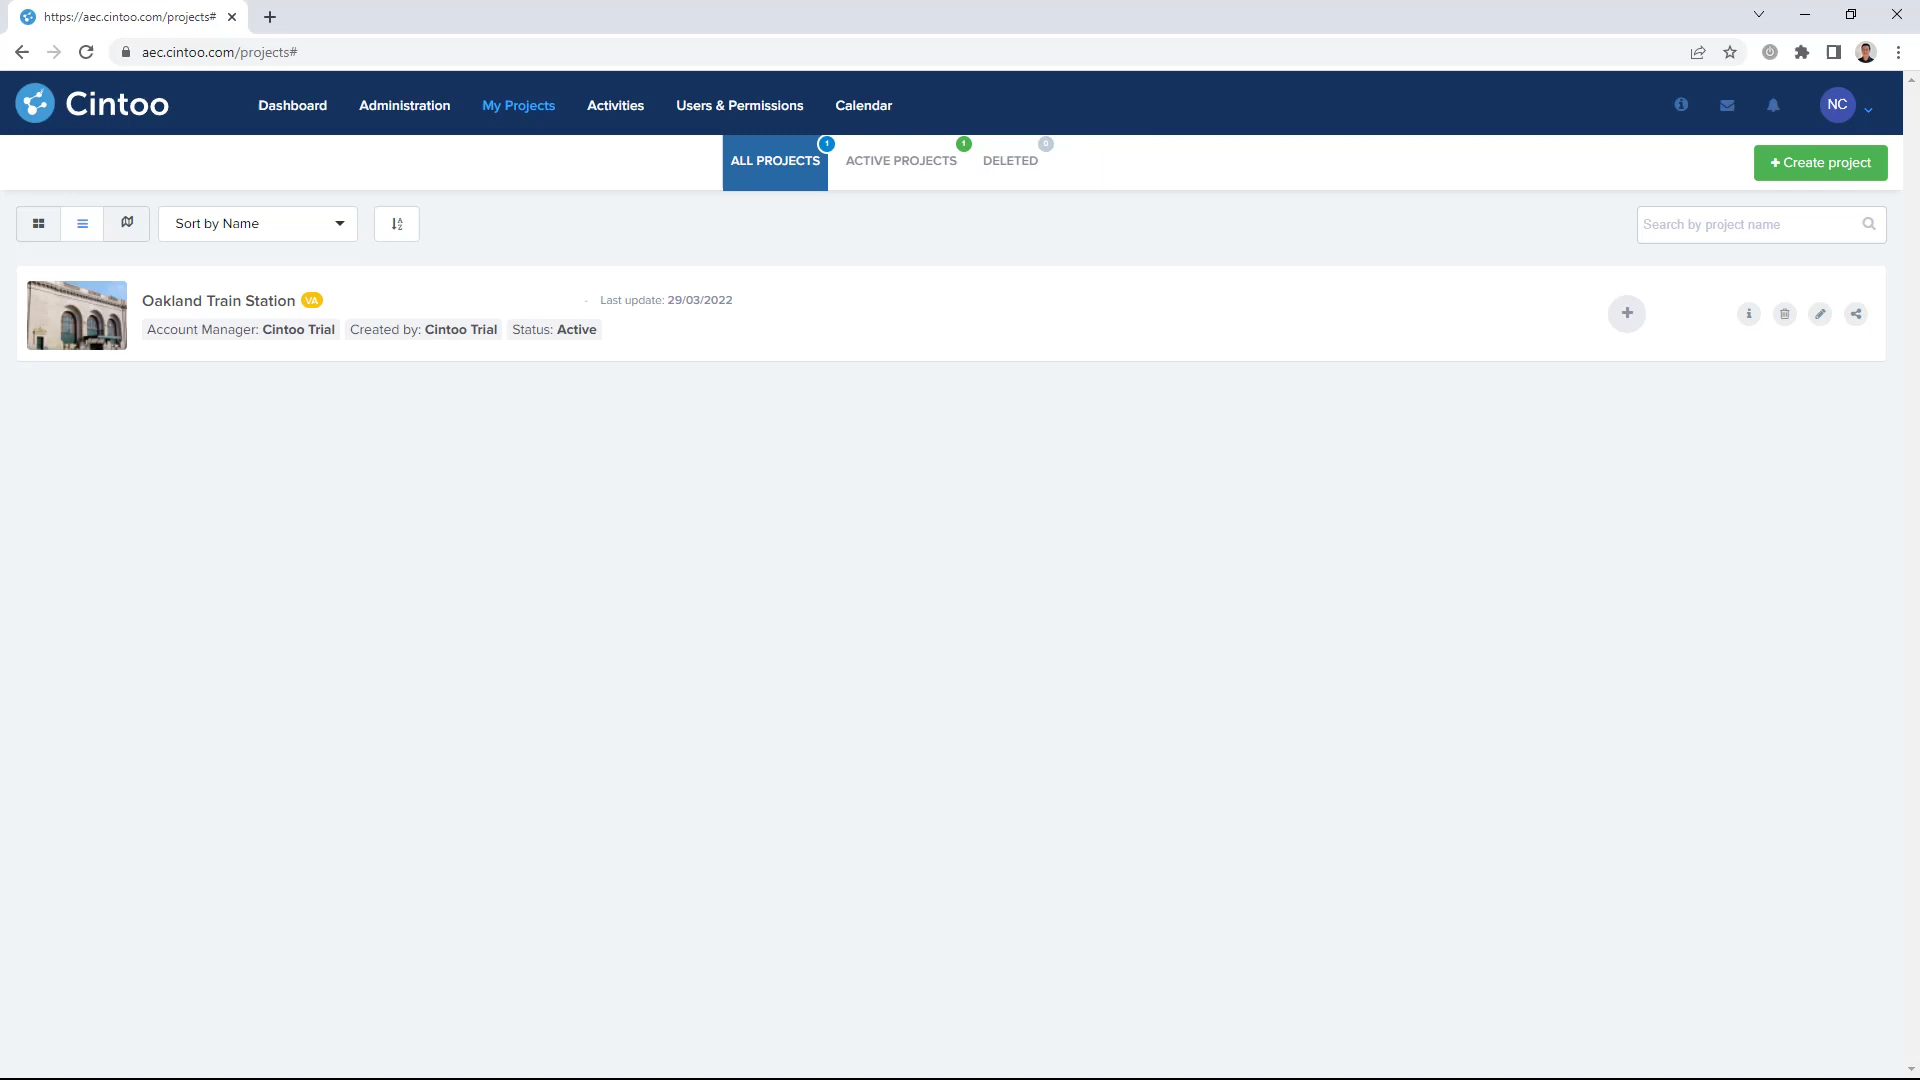 https://aec.cintoo.com/projects#
aec.cintoo.com/projects#
Cintoo
Dashboard
Administration
My Projects
Activities
Users & Permissions
Calendar
NC
ALL PROJECTS 1
ACTIVE PROJECTS 1
DELETED 0
+ Create project
Sort by Name
Search by project name
Oakland Train Station VA
- Last update: 29/03/2022
Account Manager: Cintoo Trial
Created by: Cintoo Trial
Status: Active